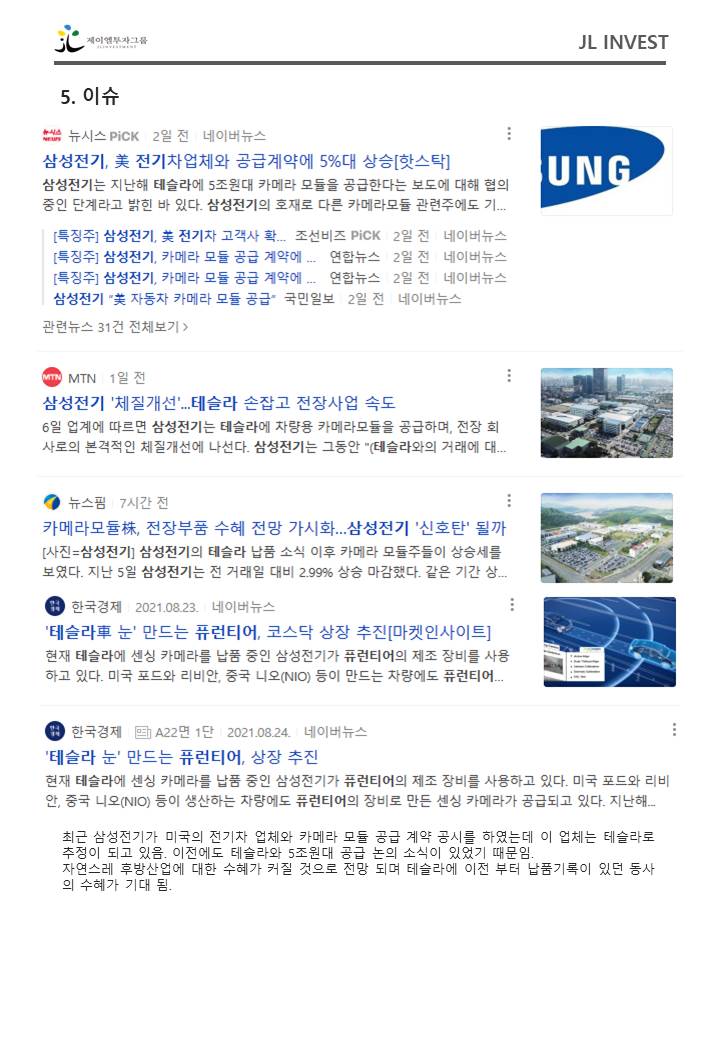 제이엘투자그룹
JLINVESTMENT
JL INVEST
5. 이슈
뉴시스 PiCK 2일 전 네이버뉴스
삼성전기, 美 전기차업체와 공급계약에 5%대 상승[핫스탁]
삼성전기는 지난해 테슬라에 5조원대 카메라 모듈을 공급한다는 보도에 대해 협의
중인 단계라고 밝힌 바 있다. 삼성전기의 호재로 다른 카메라모듈 관련주에도 기...
SUNG
[특징주] 삼성전기, 美 전기차 고객사 확... 조선비즈 PiCK 2일 전 네이버뉴스
[특징주] 삼성전기, 카메라 모듈 공급 계약에 ... 연합뉴스 2일 전 네이버뉴스
[특징주] 삼성전기, 카메라 모듈 공급 계약에 ... 연합뉴스 2일 전 네이버뉴스
삼성전기 “美 자동차 카메라 모듈 공급” 국민일보 2일 전 네이버뉴스
관련뉴스 31건 전체보기 >
MTN MTN 1일 전
삼성전기 '체질개선'...테슬라 손잡고 전장사업 속도
6일 업계에 따르면 삼성전기는 테슬라에 차량용 카메라모듈을 공급하며, 전장 회
사로의 본격적인 체질개선에 나선다. 삼성전기는 그동안 "(테슬라와의 거래에 대...
뉴스핌 7시간 전
카메라모듈株, 전장부품 수혜 전망 가시화...삼성전기 '신호탄' 될까
[사진=삼성전기] 삼성전기의 테슬라 납품 소식 이후 카메라 모듈주들이 상승세를
보였다. 지난 5일 삼성전기는 전 거래일 대비 2.99% 상승 마감했다. 같은 기간 상...
한국경제 2021.08.23. 네이버뉴스
'테슬라車 눈' 만드는 퓨런티어, 코스닥 상장 추진[마켓인사이트]
현재 테슬라에 센싱 카메라를 납품 중인 삼성전기가 퓨런티어의 제조 장비를 사용
하고 있다. 미국 포드와 리비안, 중국 니오(NIO) 등이 만드는 차량에도 퓨런티어...
한국경제 A22면 1단 2021.08.24. 네이버뉴스
'테슬라 눈' 만드는 퓨런티어, 상장 추진
현재 테슬라에 센싱 카메라를 납품 중인 삼성전기가 퓨런티어의 제조 장비를 사용하고 있다. 미국 포드와 리비
안, 중국 니오(NIO) 등이 생산하는 차량에도 퓨런티어의 장비로 만든 센싱 카메라가 공급되고 있다. 지난해...
최근 삼성전기가 미국의 전기차 업체와 카메라 모듈 공급 계약 공시를 하였는데 이 업체는 테슬라로
추정이 되고 있음. 이전에도 테슬라와 5조원대 공급 논의 소식이 있었기 때문임.
자연스레 후방산업에 대한 수혜가 커질 것으로 전망 되며 테슬라에 이전 부터 납품기록이 있던 동사
의 수혜가 기대 됨.